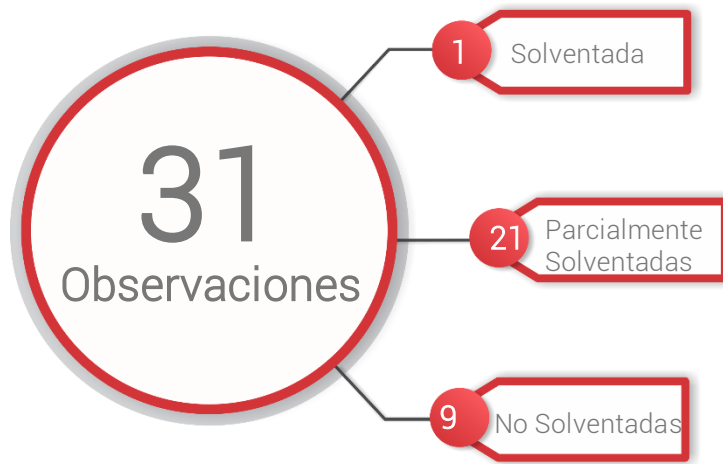 31
Observaciones
1
Solventada
21
Parcialmente
Solventadas
9
No Solventadas